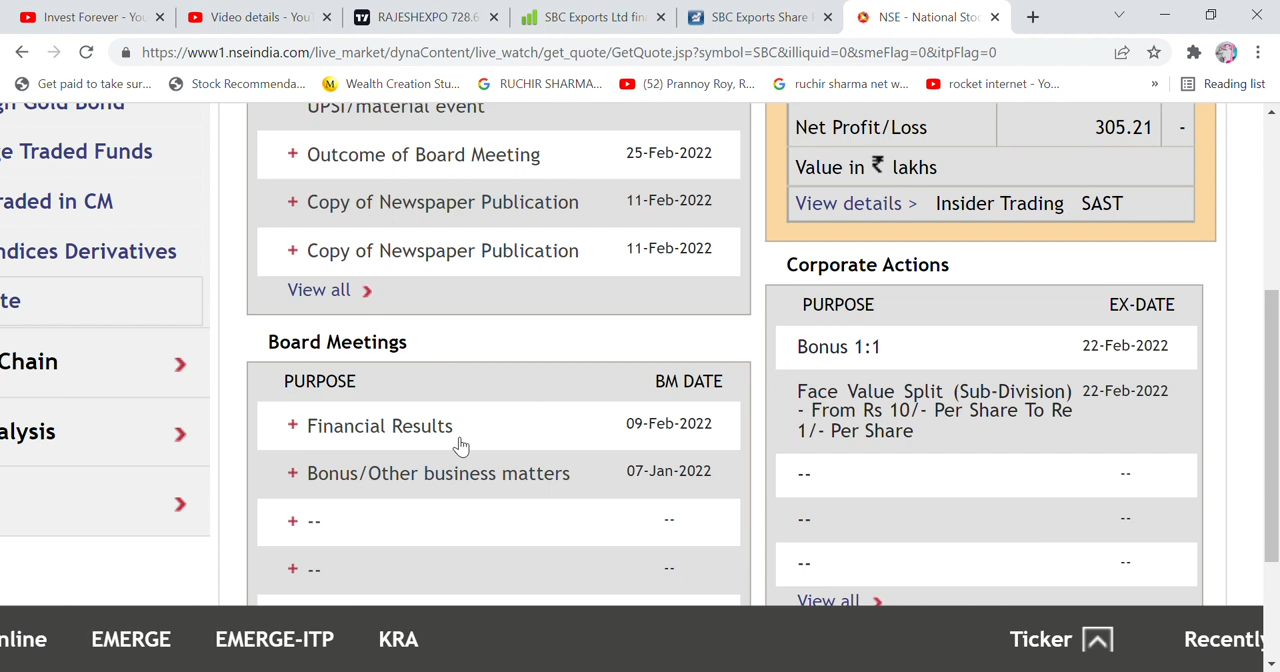 Invest Forever - You
Video details - YouT
RAJESHEXPO 728.6
SBC Exports Ltd fin
SBC Exports Share
NSE - National Stoc
https://www1.nseindia.com/live_market/dynaContent/live_watch/get_quote/GetQuote.jsp?symbol=SBC&illiquid=0&smeFlag=0&itpFlag=0
Get paid to take sur...
Stock Recommenda...
Wealth Creation Stu...
RUCHIR SHARMA...
(52) Prannoy Roy, R...
ruchir sharma net w...
rocket internet - Yo...
»
Reading list
gn Gold Bond
e Traded Funds
raded in CM
ndices Derivatives
te
Chain
alysis
UPSI/material event
+ Outcome of Board Meeting 25-Feb-2022
+ Copy of Newspaper Publication 11-Feb-2022
+ Copy of Newspaper Publication 11-Feb-2022
View all
Board Meetings
PURPOSE BM DATE
+ Financial Results 09-Feb-2022
+ Bonus/Other business matters 07-Jan-2022
+ -- --
+ -- --
Net Profit/Loss 305.21 -
Value in ₹ lakhs
View details > Insider Trading SAST
Corporate Actions
PURPOSE EX-DATE
Bonus 1:1 22-Feb-2022
Face Value Split (Sub-Division) 22-Feb-2022
- From Rs 10/- Per Share To Re
1/- Per Share
-- --
-- --
-- --
View all
nline EMERGE EMERGE-ITP KRA Ticker Recently